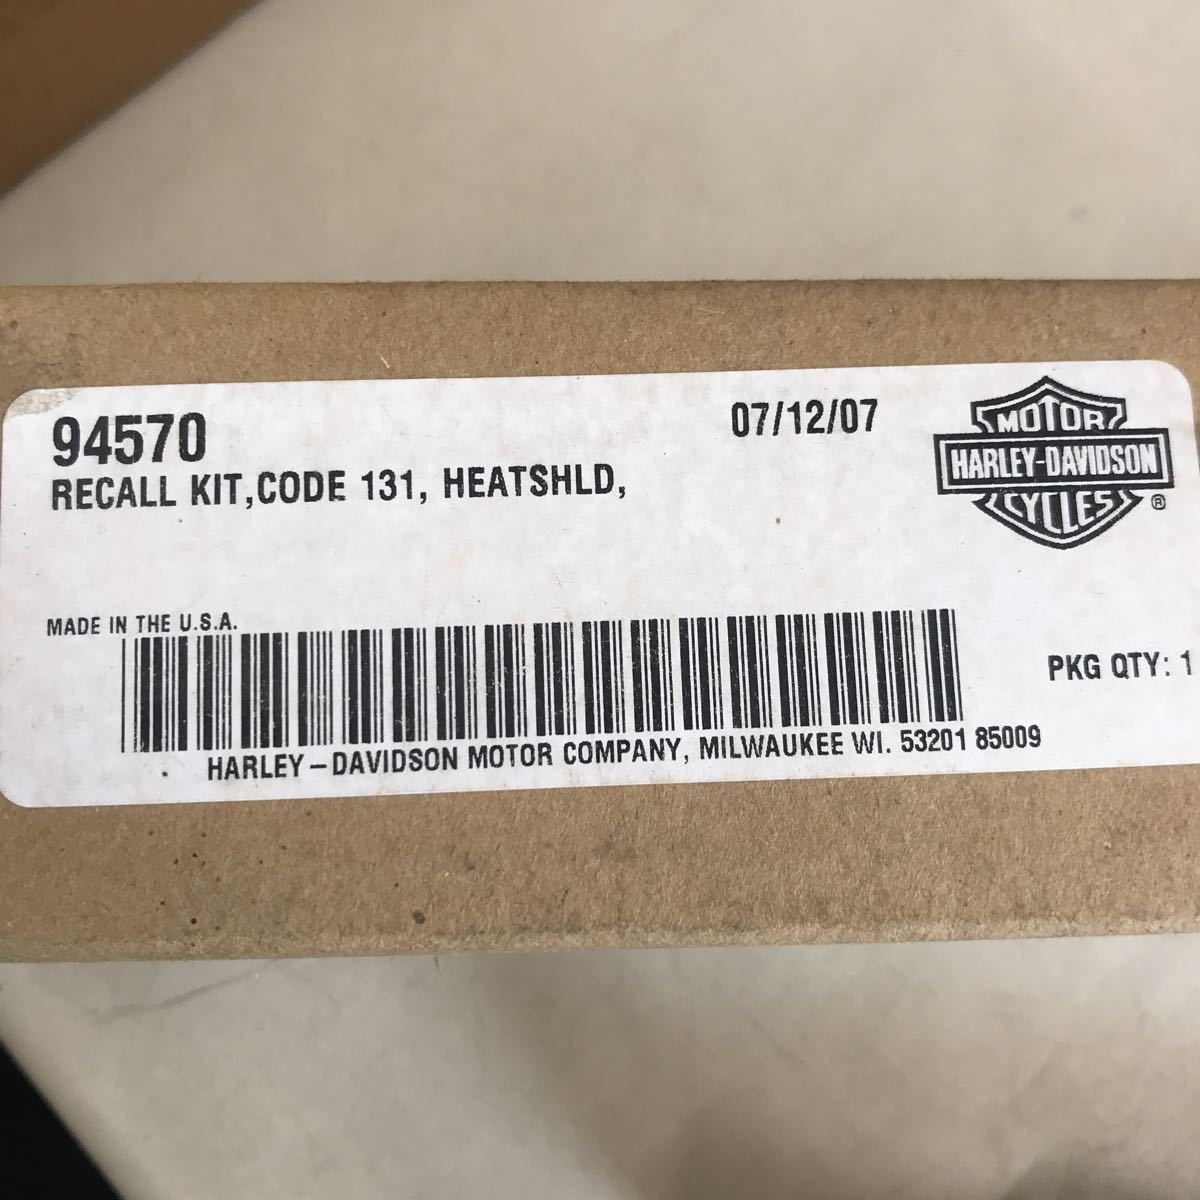 94570
07/12/07
RECALL KIT,CODE 131, HEATSHLD,
MOTOR
HARLEY-DAVIDSON
CYCLES
®
MADE IN THE U.S.A.
PKG QTY: 1
HARLEY-DAVIDSON MOTOR COMPANY, MILWAUKEE WI. 53201 85009